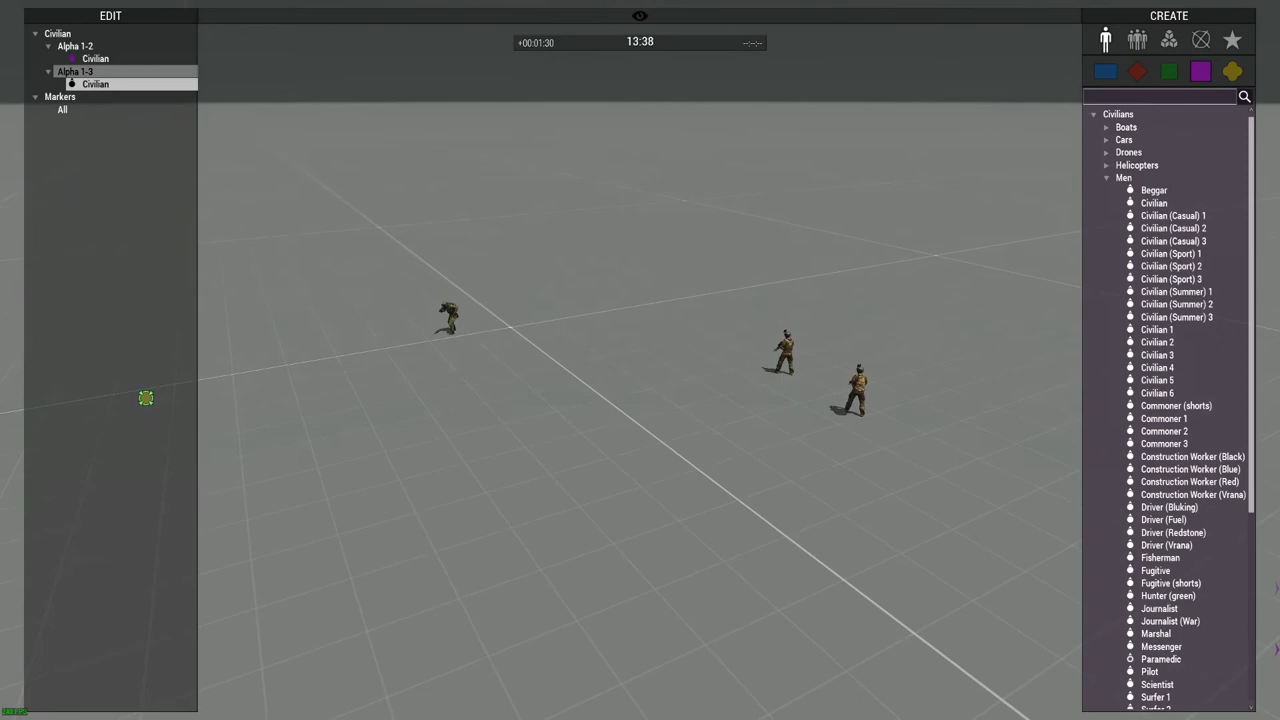 EDIT
Civilian
Alpha 1-2
Civilian
Alpha 1-3
Civilian
Markers
All
+00:01:30
13:38
--:--:--
CREATE
Civilians
Boats
Cars
Drones
Helicopters
Men
Beggar
Civilian
Civilian (Casual) 1
Civilian (Casual) 2
Civilian (Casual) 3
Civilian (Sport) 1
Civilian (Sport) 2
Civilian (Sport) 3
Civilian (Summer) 1
Civilian (Summer) 2
Civilian (Summer) 3
Civilian 1
Civilian 2
Civilian 3
Civilian 4
Civilian 5
Civilian 6
Commoner (shorts)
Commoner 1
Commoner 2
Commoner 3
Construction Worker (Black)
Construction Worker (Blue)
Construction Worker (Red)
Construction Worker (Vrana)
Driver (Bluking)
Driver (Fuel)
Driver (Redstone)
Driver (Vrana)
Fisherman
Fugitive
Fugitive (shorts)
Hunter (green)
Journalist
Journalist (War)
Marshal
Messenger
Paramedic
Pilot
Scientist
Surfer 1